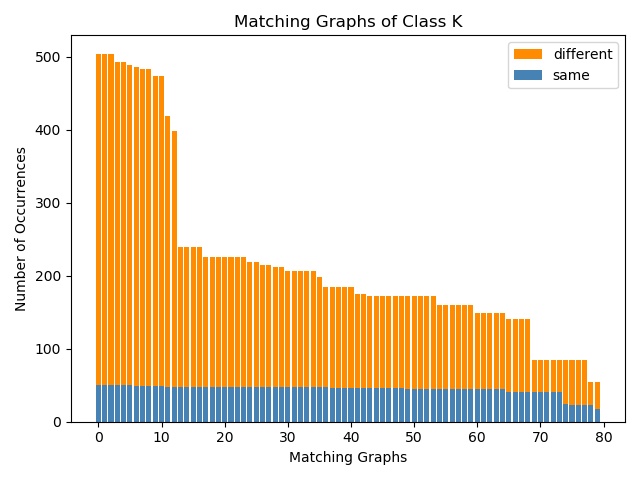 Matching Graphs of Class K
different
same
Number of Occurrences
500
400
300
200
100
0
0 10 20 30 40 50 60 70 80
Matching Graphs